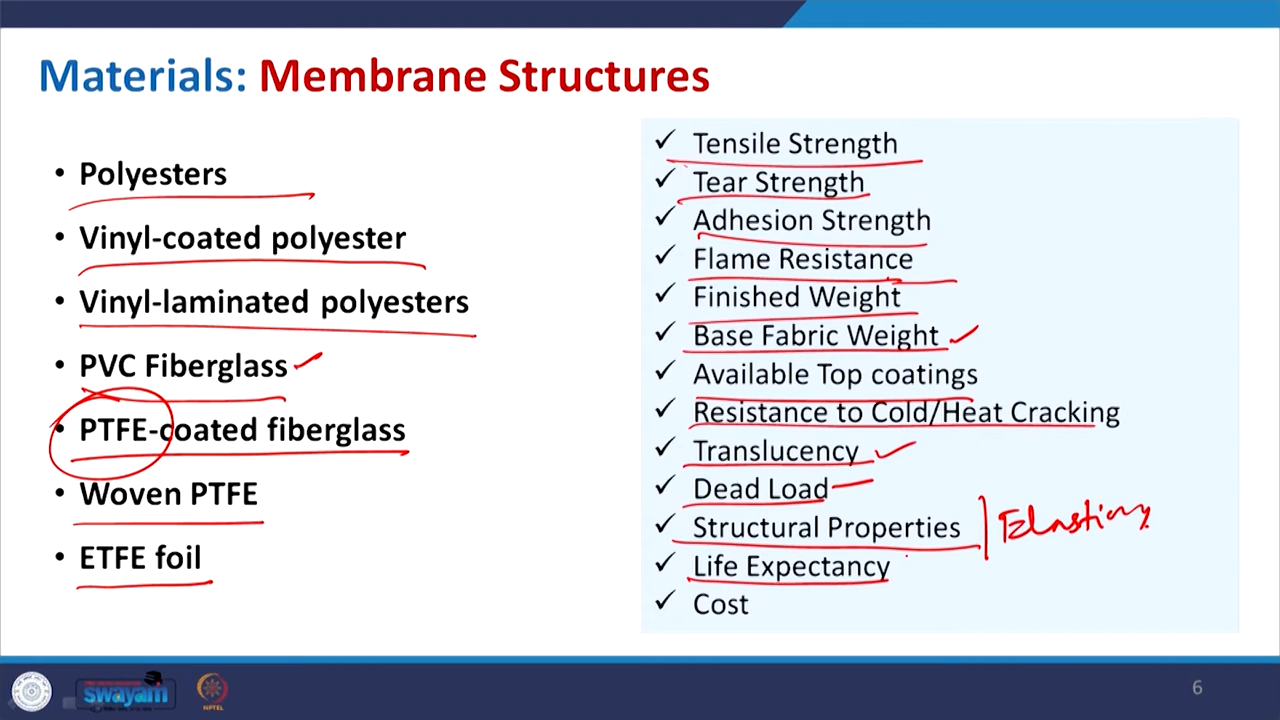 Materials: Membrane Structures
• Polyesters
• Vinyl-coated polyester
• Vinyl-laminated polyesters
• PVC Fiberglass
• PTFE-coated fiberglass
• Woven PTFE
• ETFE foil
✓ Tensile Strength
✓ Tear Strength
✓ Adhesion Strength
✓ Flame Resistance
✓ Finished Weight
✓ Base Fabric Weight
✓ Available Top coatings
✓ Resistance to Cold/Heat Cracking
✓ Translucency
✓ Dead Load
✓ Structural Properties
✓ Life Expectancy
✓ Cost
swayam
NPTEL
6